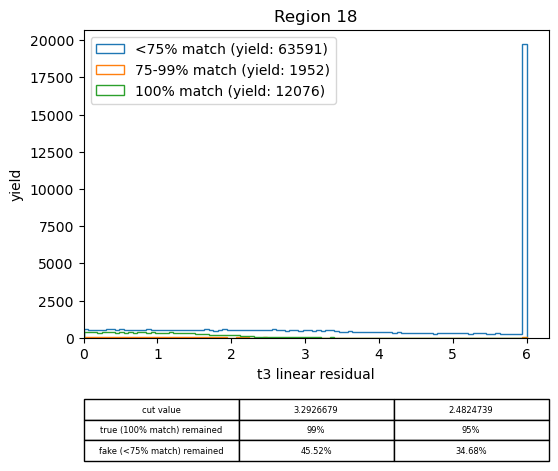 Region 18
<75% match (yield: 63591)
75-99% match (yield: 1952)
100% match (yield: 12076)
yield
20000
17500
15000
12500
10000
7500
5000
2500
0
0 1 2 3 4 5 6
t3 linear residual
cut value 3.2926679 2.4824739
true (100% match) remained 99% 95%
fake (<75% match) remained 45.52% 34.68%